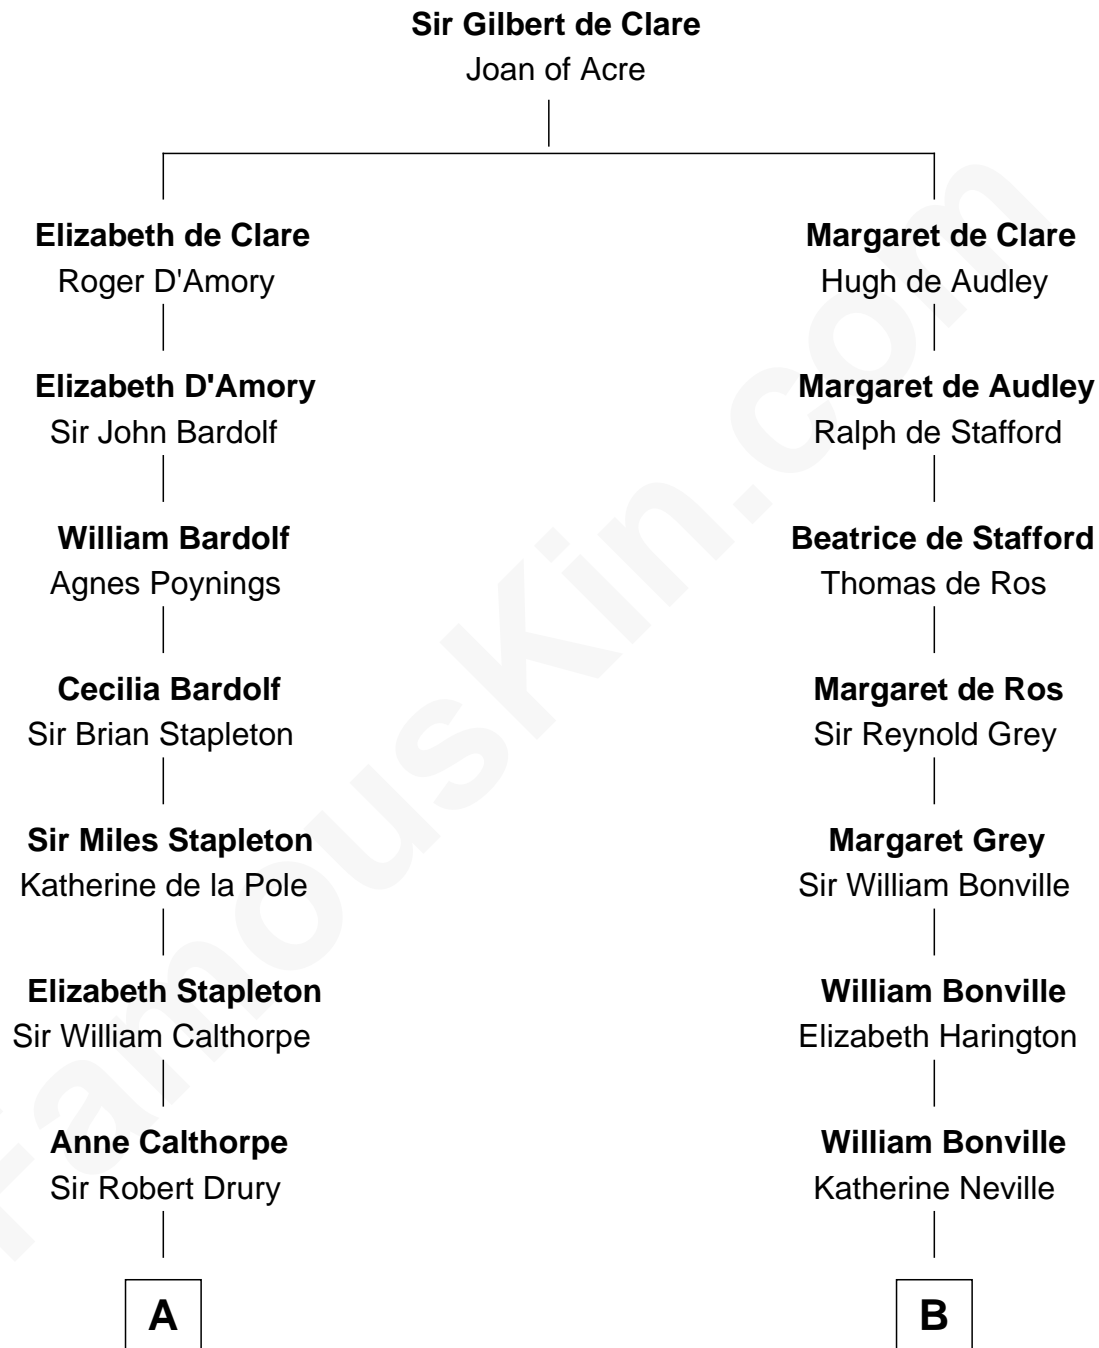 Sir Gilbert de Clare
Joan of Acre
Elizabeth de Clare
Roger D'Amory
Margaret de Clare
Hugh de Audley
Elizabeth D'Amory
Sir John Bardolf
Margaret de Audley
Ralph de Stafford
William Bardolf
Agnes Poynings
Beatrice de Stafford
Thomas de Ros
Cecilia Bardolf
Sir Brian Stapleton
Margaret de Ros
Sir Reynold Grey
Sir Miles Stapleton
Katherine de la Pole
Margaret Grey
Sir William Bonville
Elizabeth Stapleton
Sir William Calthorpe
William Bonville
Elizabeth Harington
Anne Calthorpe
Sir Robert Drury
William Bonville
Katherine Neville
A
B
FamousKin.com